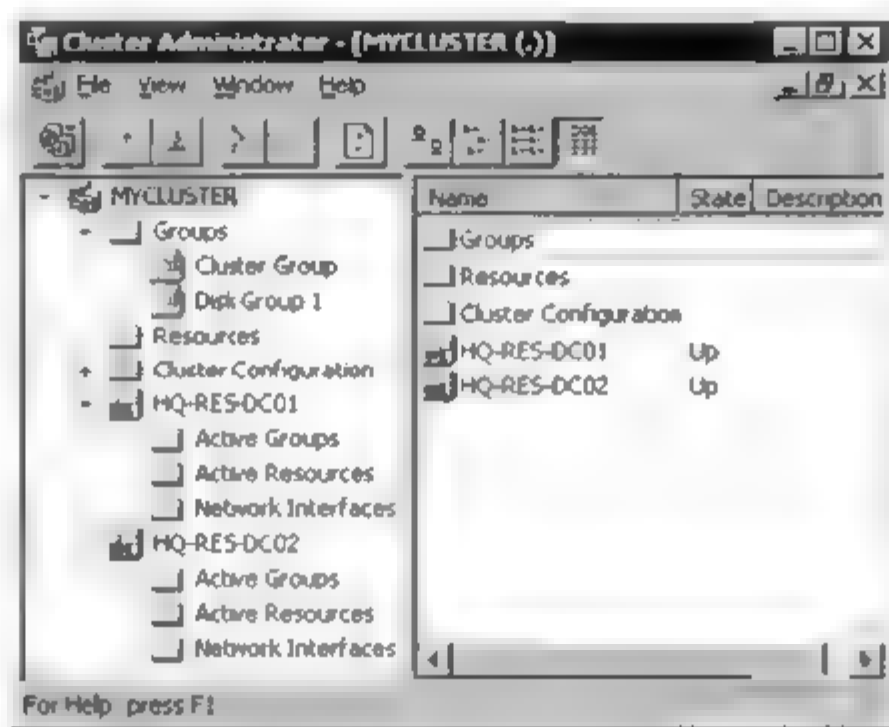 Cluster Administrator - [MYCLUSTER (.)]
File View Window Help
MYCLUSTER
Groups
Cluster Group
Disk Group 1
Resources
Cluster Configuration
HQ-RES-DC01
Active Groups
Active Resources
Network Interfaces
HQ-RES-DC02
Active Groups
Active Resources
Network Interfaces
Name State Description
Groups
Resources
Cluster Configuration
HQ-RES-DC01 Up
HQ-RES-DC02 Up
For Help press F1